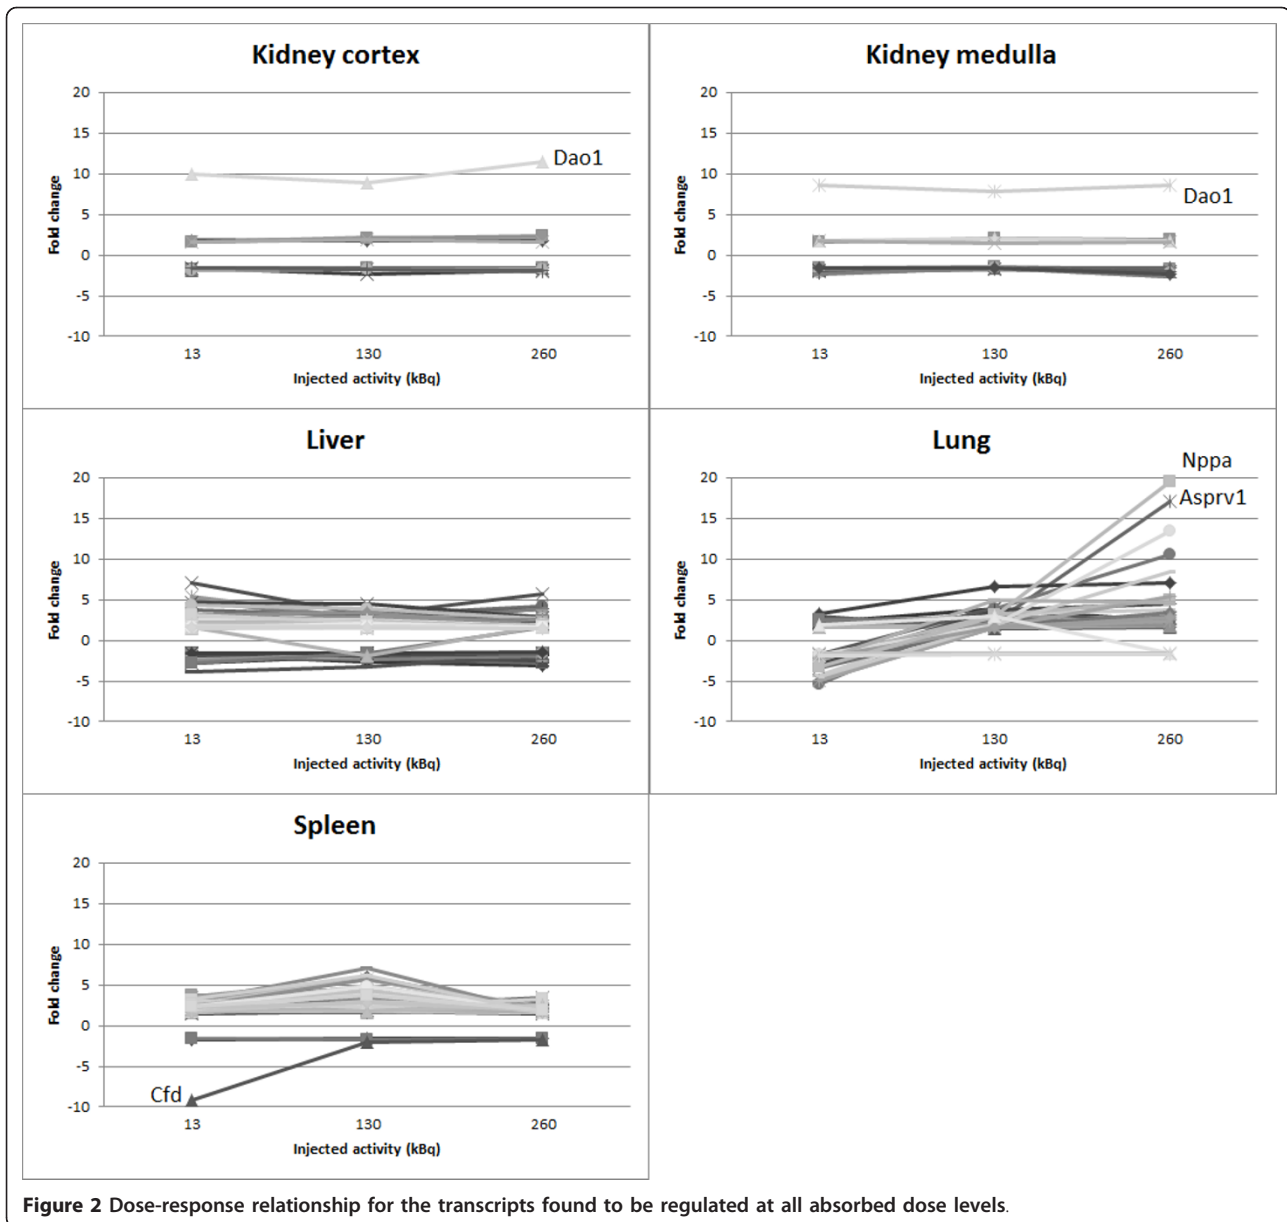 Kidney cortex
20
15
10
5
0
-5
-10
Fold change
Dao1
13
130
260
Injected activity (kBq)
Kidney medulla
20
15
10
5
0
-5
-10
Fold change
Dao1
13
130
260
Injected activity (kBq)
Liver
20
15
10
5
0
-5
-10
Fold change
13
130
260
Injected activity (kBq)
Lung
20
15
10
5
0
-5
-10
Fold change
Nppa
Asprv1
13
130
260
Injected activity (kBq)
Spleen
20
15
10
5
0
-5
-10
Fold change
Cfd
13
130
260
Injected activity (kBq)
Figure 2 Dose-response relationship for the transcripts found to be regulated at all absorbed dose levels.